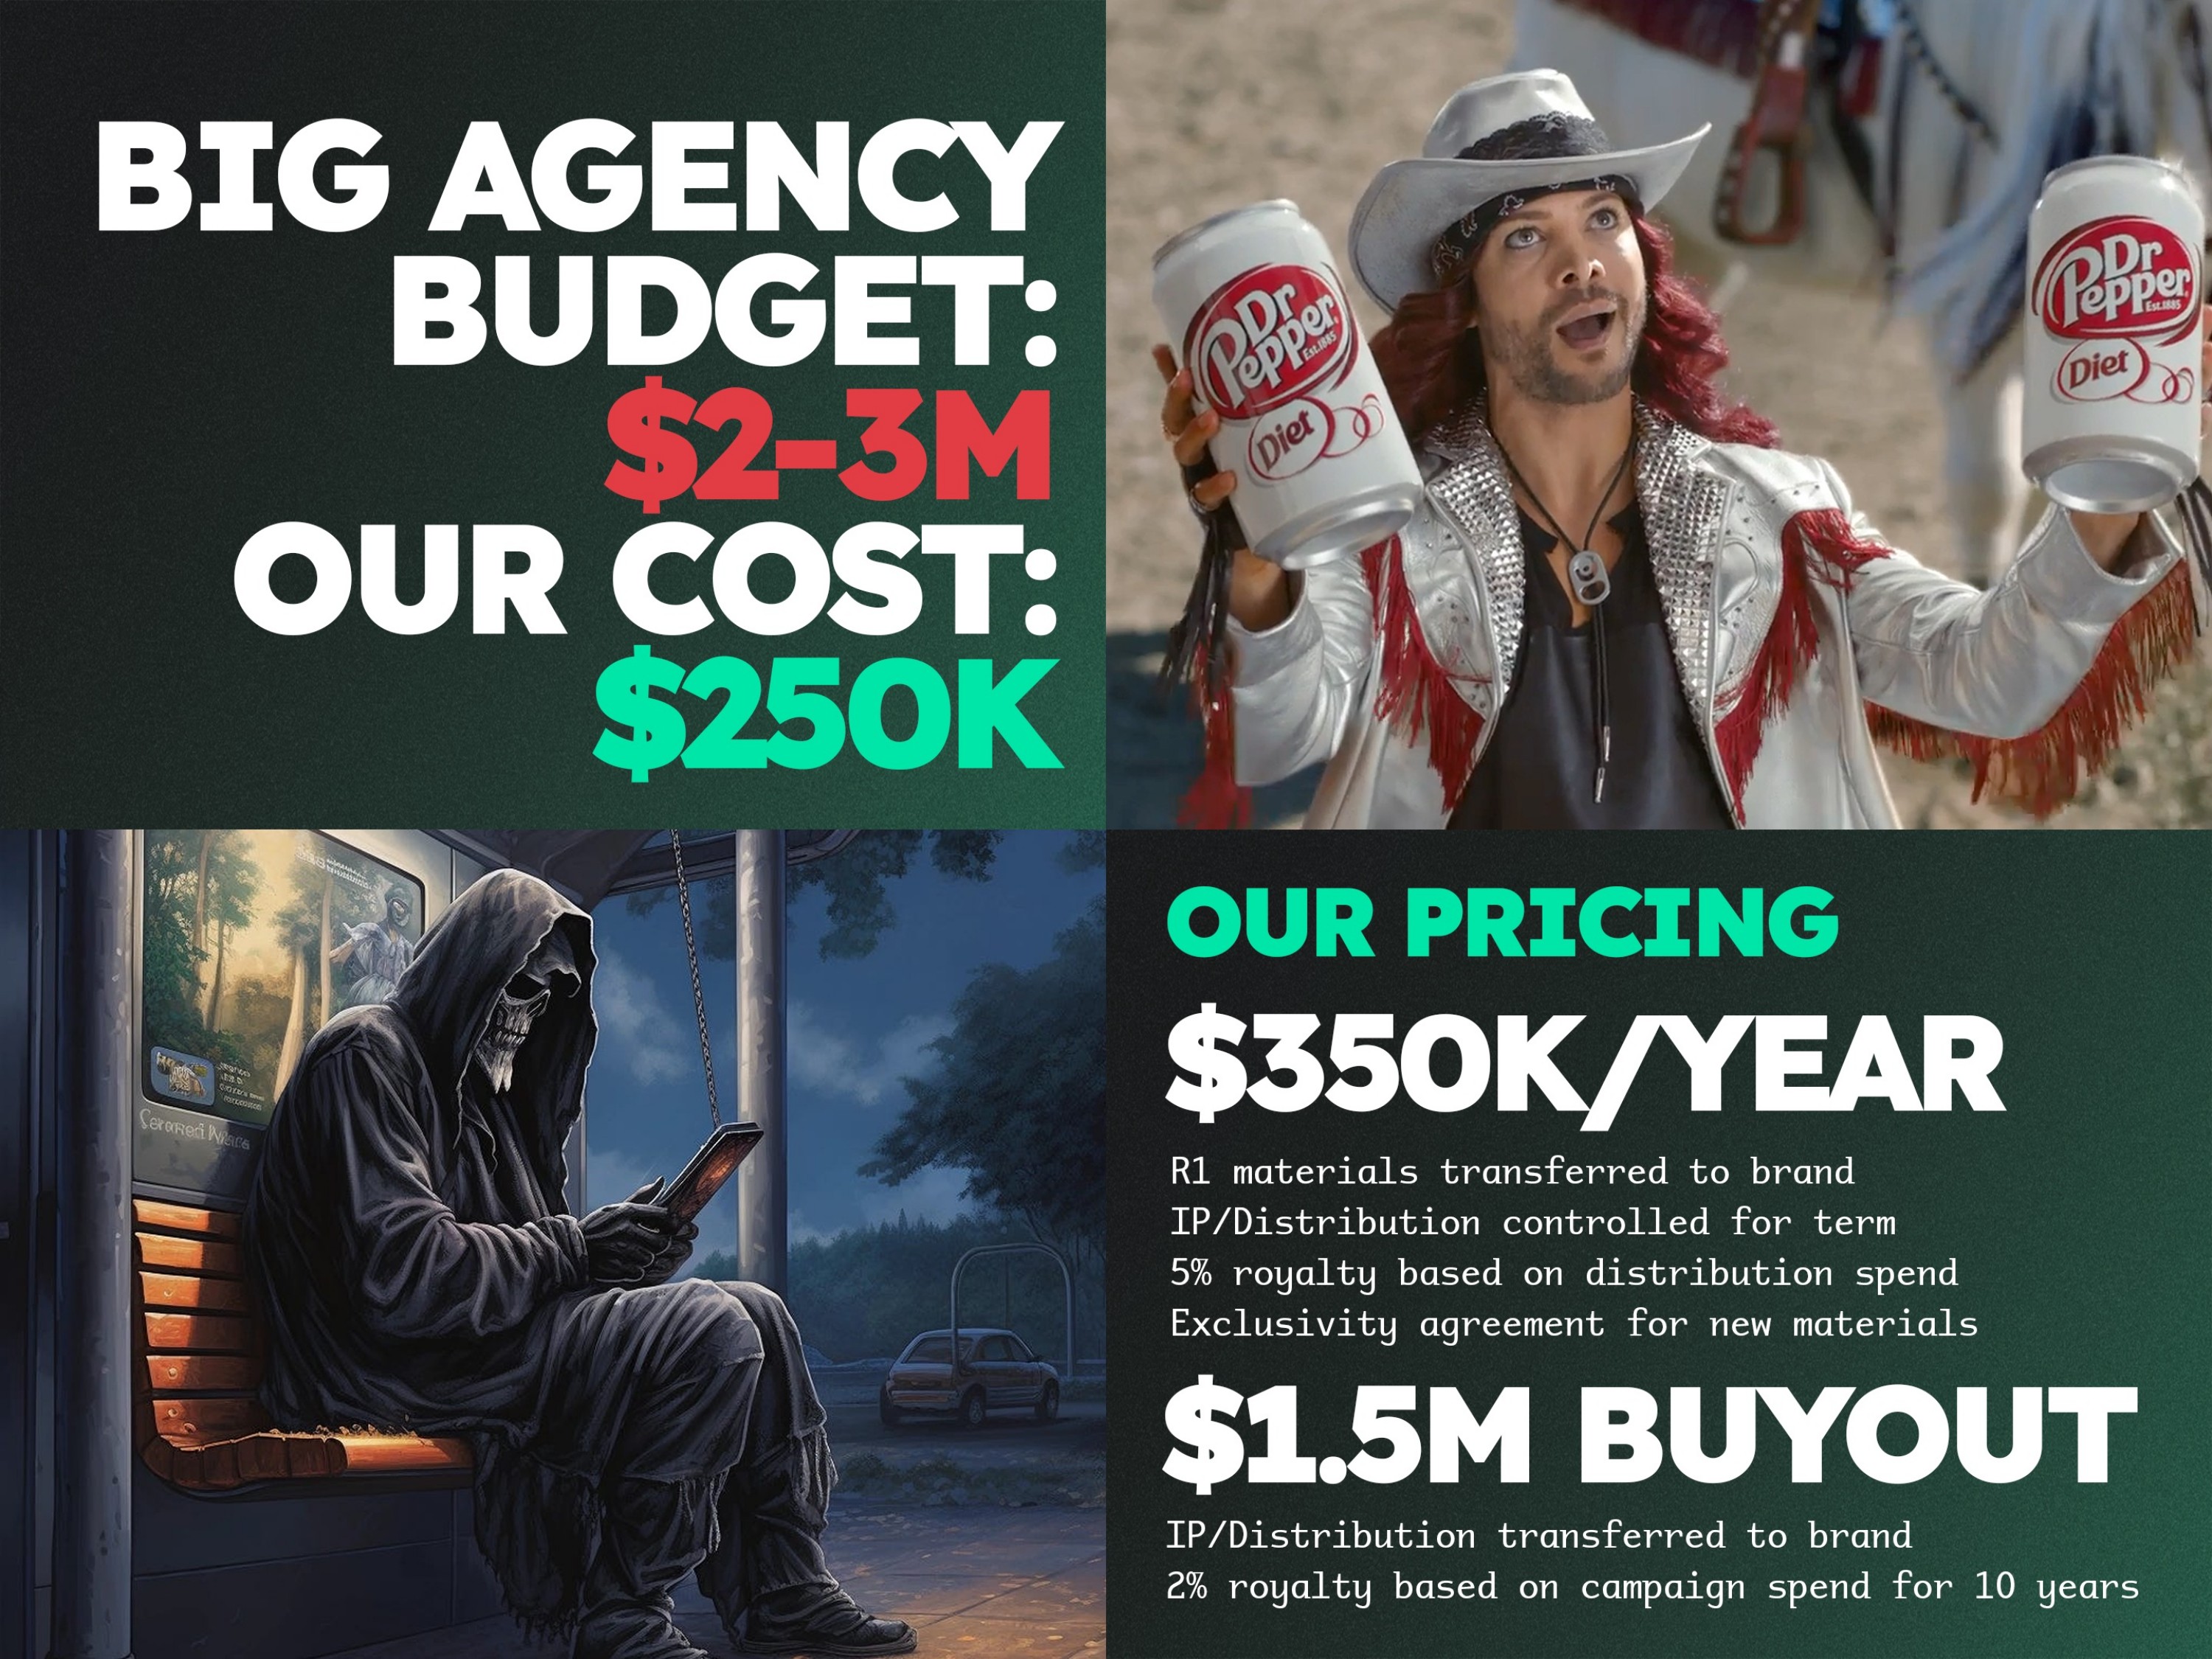 BIG AGENCY
BUDGET:
$2-3M
OUR COST:
$250K
Dr
Pepper
Est.1885
Diet
Dr
Pepper
Est.1885
Diet
OUR PRICING
$350K/YEAR
R1 materials transferred to brand
IP/Distribution controlled for term
5% royalty based on distribution spend
Exclusivity agreement for new materials
$1.5M BUYOUT
IP/Distribution transferred to brand
2% royalty based on campaign spend for 10 years